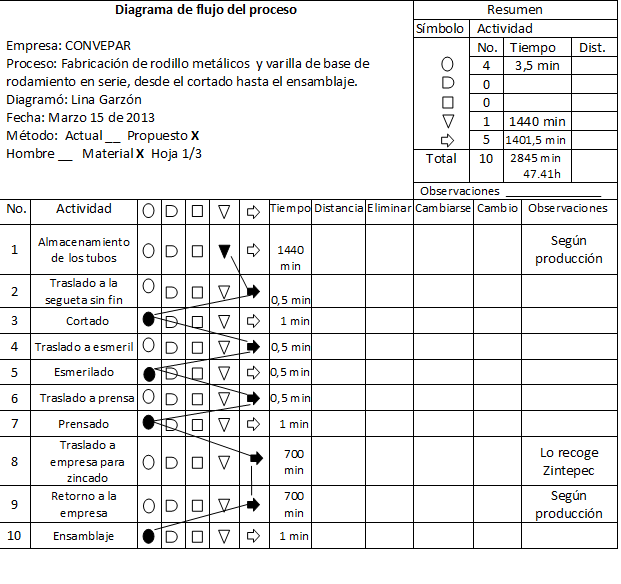 Diagrama de flujo del proceso
Empresa: CONVEPAR
Proceso: Fabricación de rodillo metálicos y varilla de base de
rodamiento en serie, desde el cortado hasta el ensamblaje.
Diagramó: Lina Garzón
Fecha: Marzo 15 de 2013
Método: Actual __ Propuesto X
Hombre __ Material X Hoja 1/3
Resumen
Símbolo Actividad
No. Tiempo Dist.
4 3,5 min
0
0
1 1440 min
5 1401,5 min
Total 10 2845 min
47.41h
Observaciones ________________
No. Actividad Tiempo Distancia Eliminar Cambiarse Cambio Observaciones
1 Almacenamiento
de los tubos
1440
min
Según
producción
2 Traslado a la
segueta sin fin
0,5 min
3 Cortado 1 min
4 Traslado a esmeril 0,5 min
5 Esmerilado 0,5 min
6 Traslado a prensa 0,5 min
7 Prensado 1 min
8 Traslado a
empresa para
zincado
700
min
Lo recoge
Zintepec
9 Retorno a la
empresa
700
min
Según
producción
10 Ensamblaje 1 min